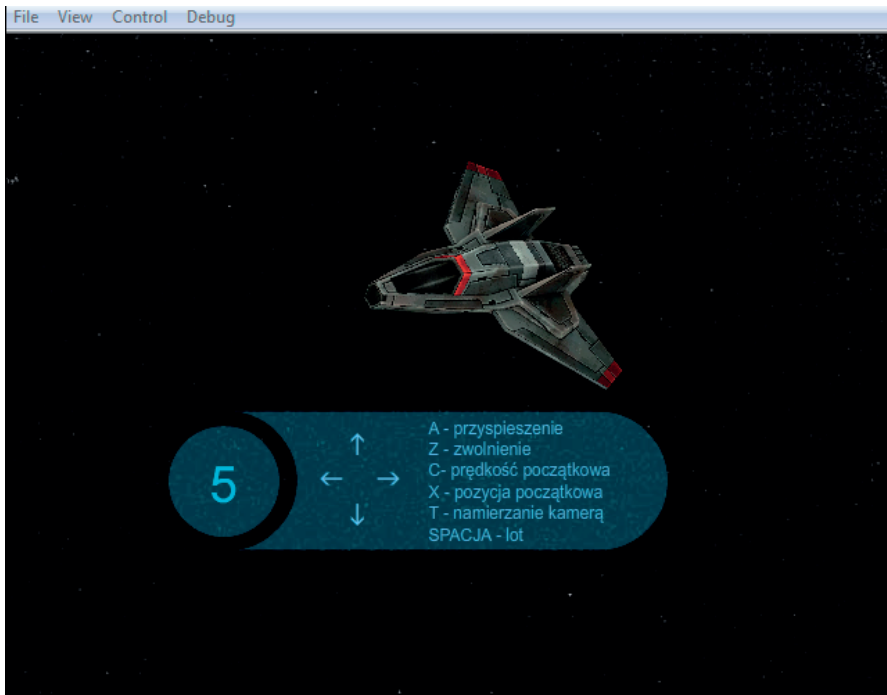 File View Control Debug
5
↑
← →
↓
A - przyspieszenie
Z - zwolnienie
C- prędkość początkowa
X - pozycja początkowa
T - namierzanie kamerą
SPACJA - lot